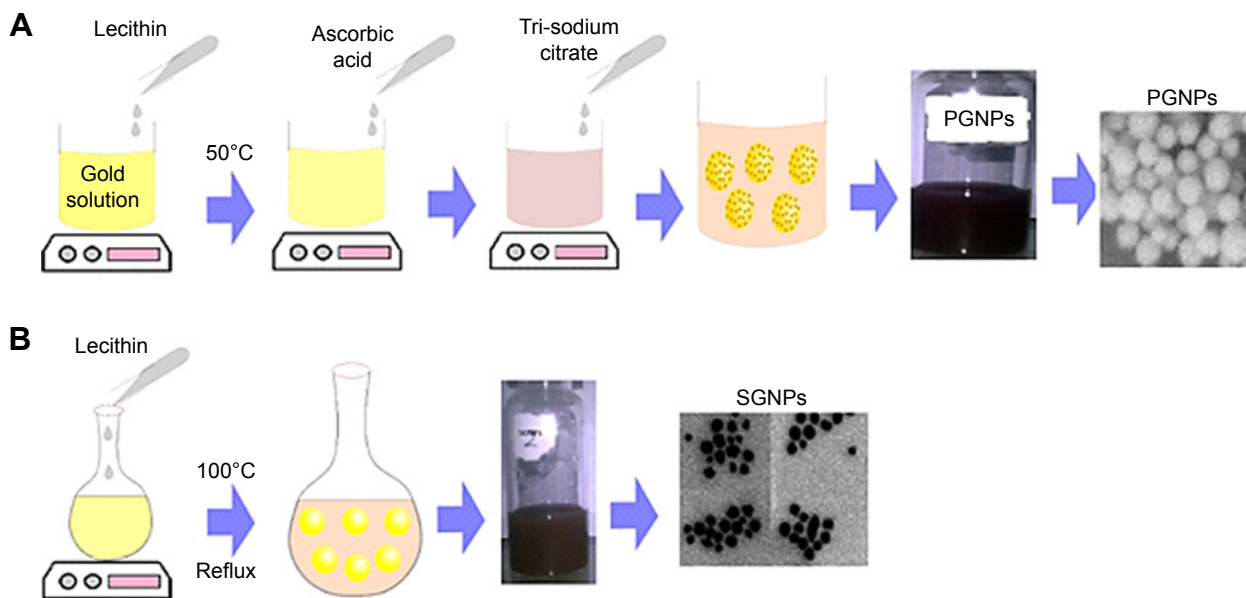 A
Lecithin
Ascorbic
acid
Tri-sodium
citrate
Gold
solution
50°C
PGNPs
PGNPs
B
Lecithin
100°C
Reflux
SGNPs